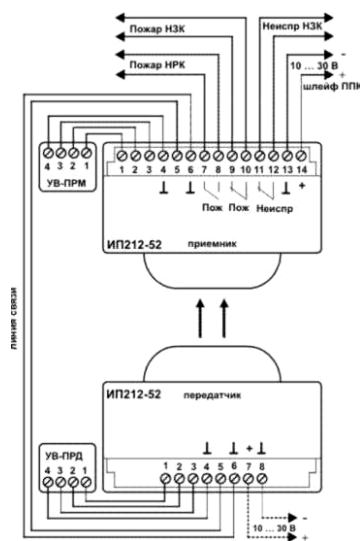 Пожар НЗК
Неиспр НЗК
Пожар НРК
-
10 ... 30 В
+
шлейф ППК
4 3 2 1
УВ-ПРМ
1 2 3 4 5 6 7 8 9 10 11 12 13 14
+
Пож Пож Неиспр
ИП212-52 приемник
линия связи
ИП212-52 передатчик
УВ-ПРД
4 3 2 1
+
1 2 3 4 5 6 7 8
-
10 ... 30 В
+